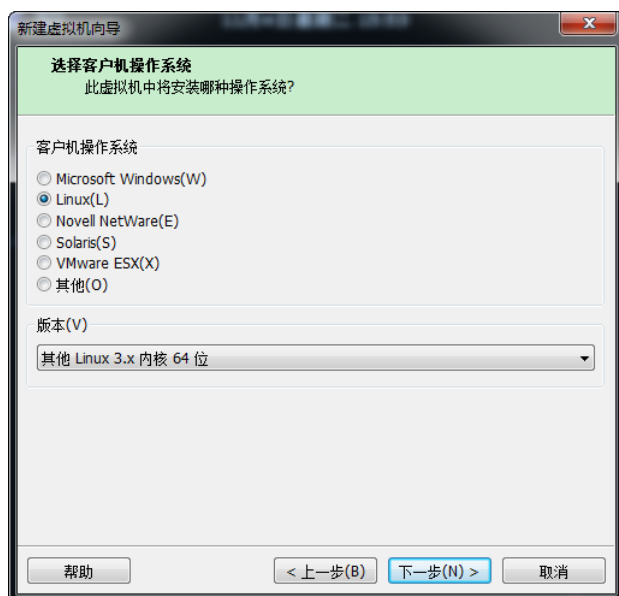 新建虚拟机向导
选择客户机操作系统
此虚拟机中将安装哪种操作系统?
客户机操作系统
Microsoft Windows(W)
Linux(L)
Novell NetWare(E)
Solaris(S)
VMware ESX(X)
其他(O)
版本(V)
其他 Linux 3.x 内核 64 位
帮助
< 上一步(B)
下一步(N) >
取消